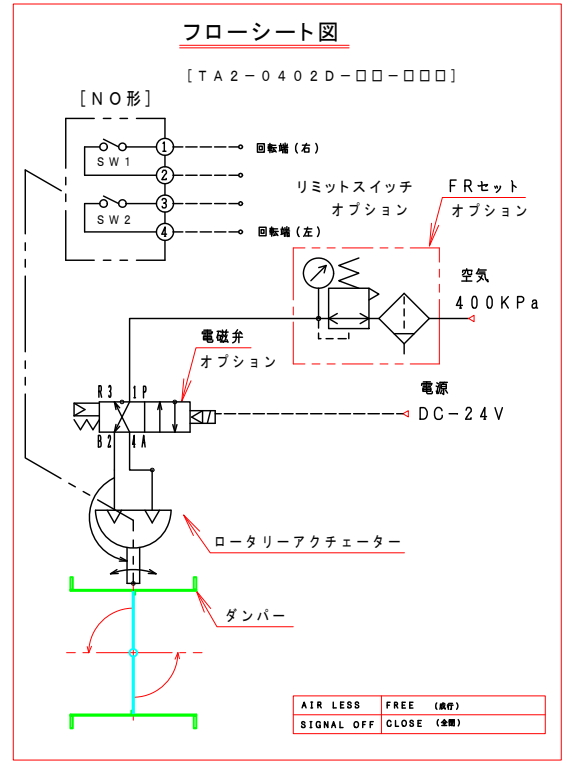 フローシート図
[TA2-0402D-□□-□□□]
[NO形]
1
SW1
2
3
SW2
4
回転端(右)
回転端(左)
リミットスイッチ
オプション
FRセット
オプション
空気
400KPa
電磁弁
オプション
電源
DC-24V
R3 1P
B2 4A
ロータリーアクチェーター
ダンパー
AIR LESS FREE (成行)
SIGNAL OFF CLOSE (全閉)